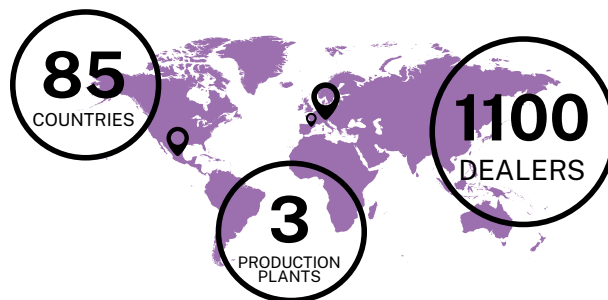 85
COUNTRIES
1100
DEALERS
3
PRODUCTION
PLANTS